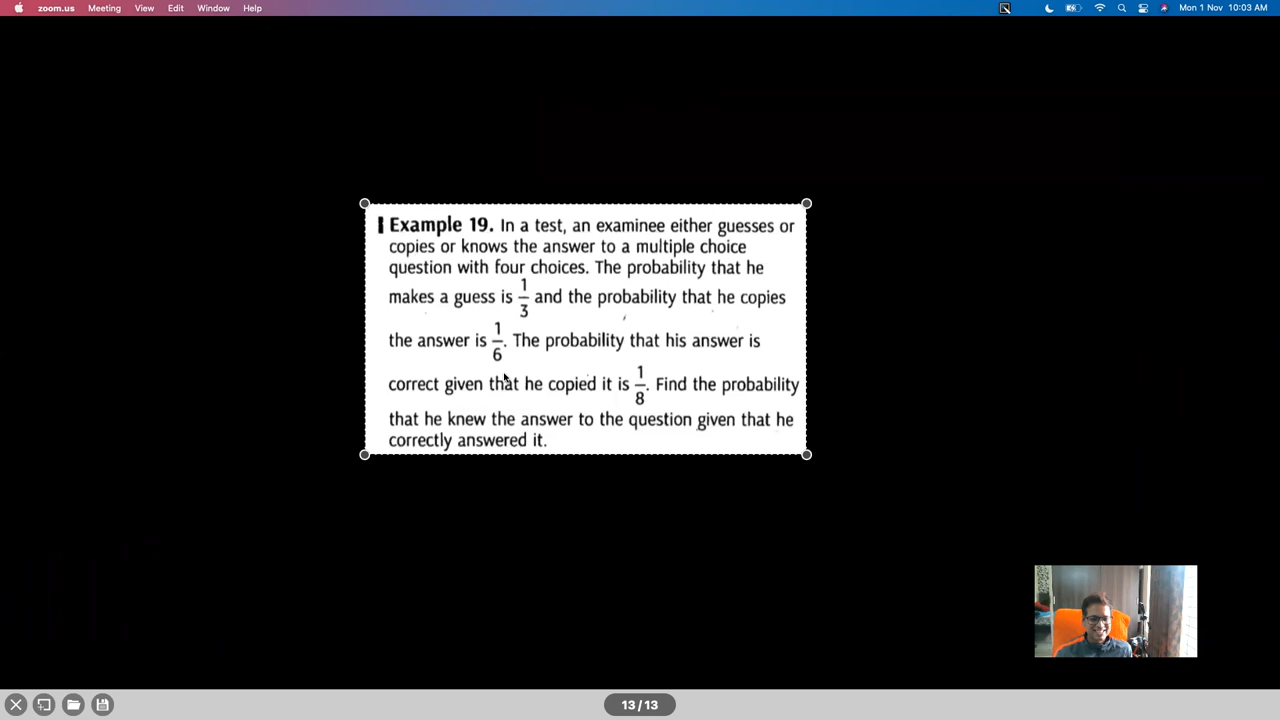 zoom.us Meeting View Edit Window Help Mon 1 Nov 10:03 AM
Example 19. In a test, an examinee either guesses or
copies or knows the answer to a multiple choice
question with four choices. The probability that he
makes a guess is 1/3 and the probability that he copies
the answer is 1/6. The probability that his answer is
correct given that he copied it is 1/8. Find the probability
that he knew the answer to the question given that he
correctly answered it.
13/13